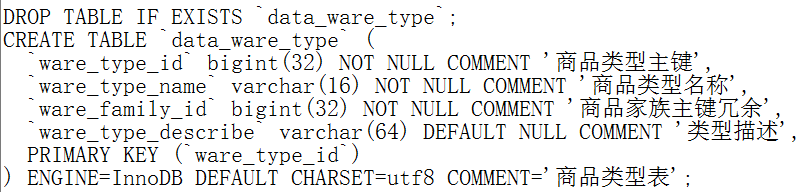 DROP TABLE IF EXISTS `data_ware_type`;
CREATE TABLE `data_ware_type` (
  `ware_type_id` bigint(32) NOT NULL COMMENT '商品类型主键',
  `ware_type_name` varchar(16) NOT NULL COMMENT '商品类型名称',
  `ware_family_id` bigint(32) NOT NULL COMMENT '商品家族主键冗余',
  `ware_type_describe` varchar(64) DEFAULT NULL COMMENT '类型描述',
  PRIMARY KEY (`ware_type_id`)
) ENGINE=InnoDB DEFAULT CHARSET=utf8 COMMENT='商品类型表';